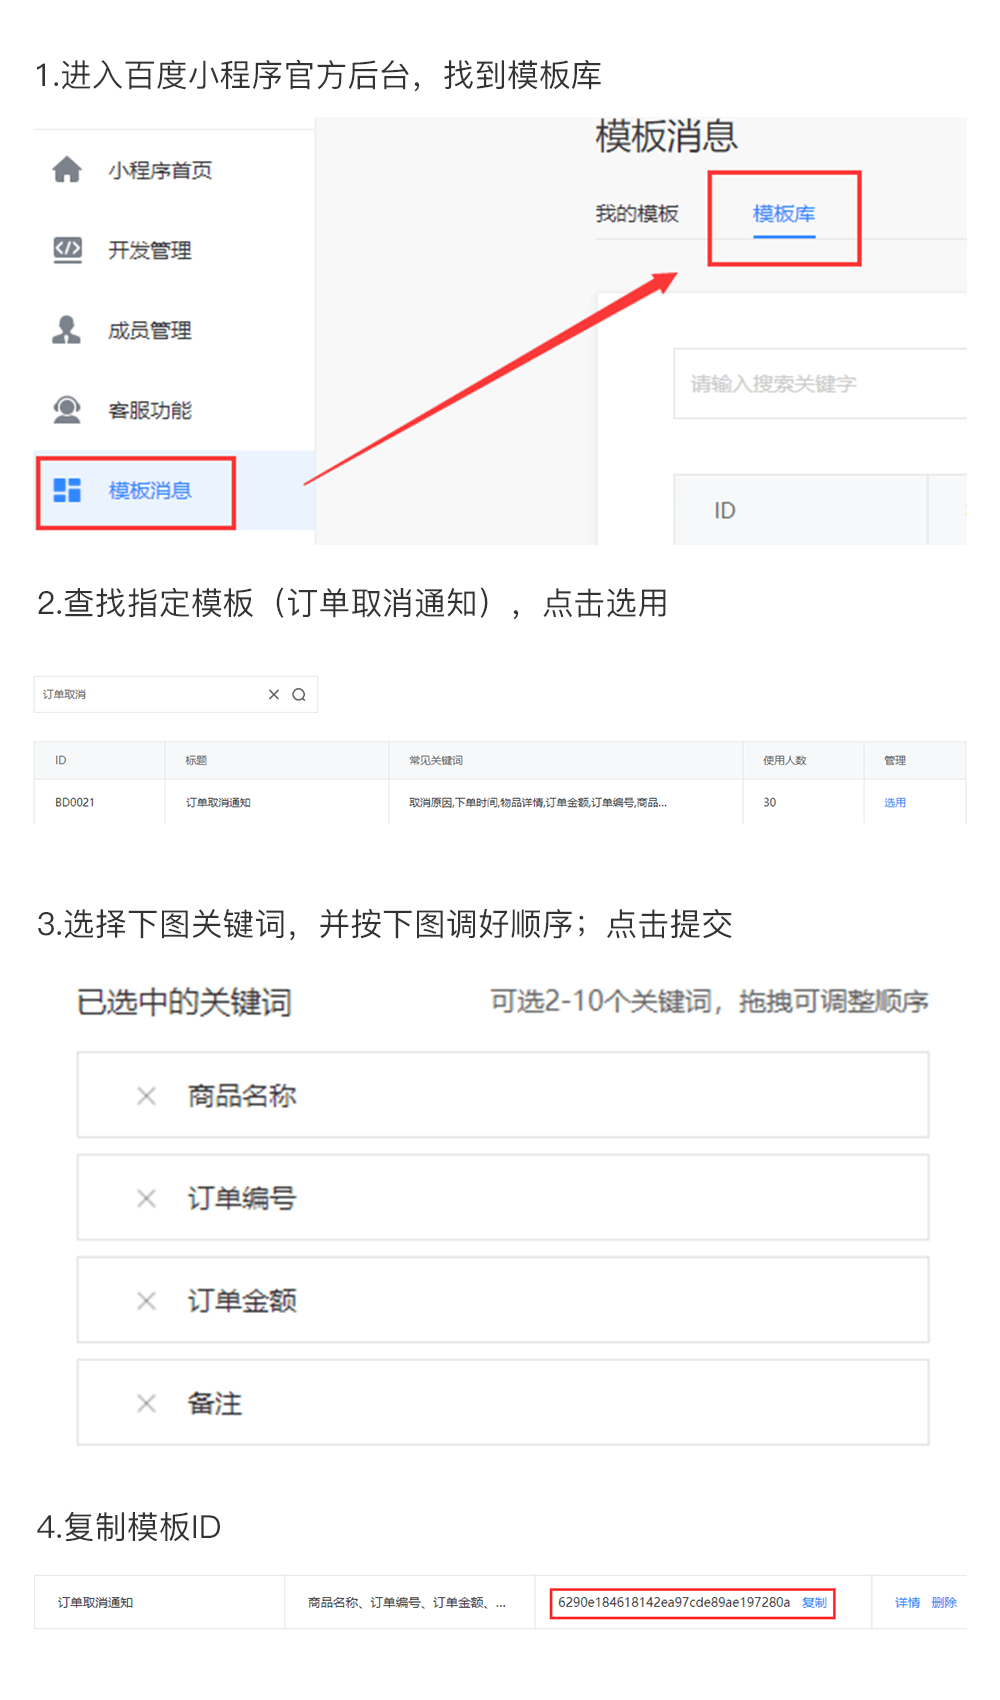 1.进入百度小程序官方后台，找到模板库
模板消息
小程序首页
我的模板 模板库
开发管理
成员管理
请输入搜索关键字
客服功能
模板消息
ID
2.查找指定模板（订单取消通知），点击选用
订单取消
ID 标题 常见关键词 使用人数 管理
BD0021 订单取消通知 取消原因,下单时间,物品详情,订单金额,订单编号,商品... 30 选用
3.选择下图关键词，并按下图调好顺序；点击提交
已选中的关键词 可选2-10个关键词，拖拽可调整顺序
商品名称
订单编号
订单金额
备注
4.复制模板ID
订单取消通知 商品名称、订单编号、订单金额、... 6290e184618142ea97cde89ae197280a 复制 详情 删除